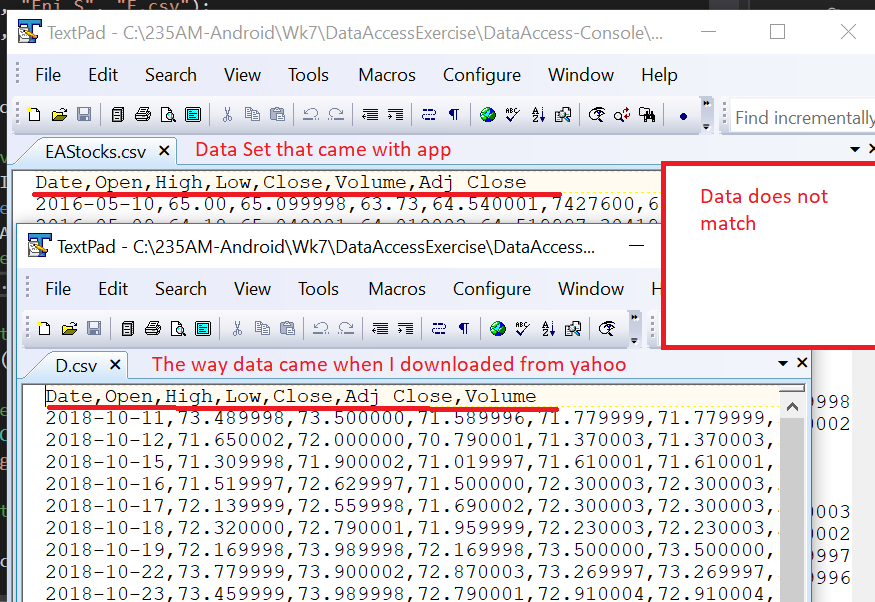 "Eni S", "E.csv");
TextPad - C:\235AM-Android\Wk7\DataAccessExercise\DataAccess-Console\...
File Edit Search View Tools Macros Configure Window Help
Find incrementally
EAStocks.csv
Data Set that came with app
Date,Open,High,Low,Close,Volume,Adj Close
2016-05-10,65.00,65.099998,63.73,64.540001,7427600,6
Data does not
match
TextPad - C:\235AM-Android\Wk7\DataAccessExercise\DataAccess...
File Edit Search View Tools Macros Configure Window H
D.csv
The way data came when I downloaded from yahoo
Date,Open,High,Low,Close,Adj Close,Volume
2018-10-11,73.489998,73.500000,71.589996,71.779999,71.779999,
2018-10-12,71.650002,72.000000,70.790001,71.370003,71.370003,
2018-10-15,71.309998,71.900002,71.019997,71.610001,71.610001,
2018-10-16,71.519997,72.629997,71.500000,72.300003,72.300003,
2018-10-17,72.139999,72.559998,71.690002,72.300003,72.300003,
2018-10-18,72.320000,72.790001,71.959999,72.230003,72.230003,
2018-10-19,72.169998,73.989998,72.169998,73.500000,73.500000,
2018-10-22,73.779999,73.900002,72.870003,73.269997,73.269997,
2018-10-23,73.459999,73.989998,72.790001,72.910004,72.910004,
9998
0002
0003
0002
9997
9996